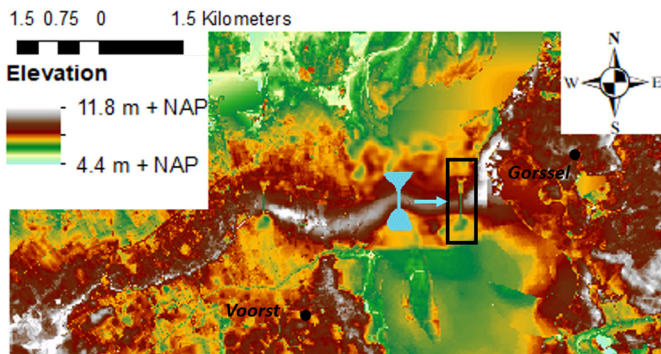 1.5 0.75 0 1.5 Kilometers
Elevation
11.8 m + NAP
4.4 m + NAP
N
W E
S
Gorssel
Voorst